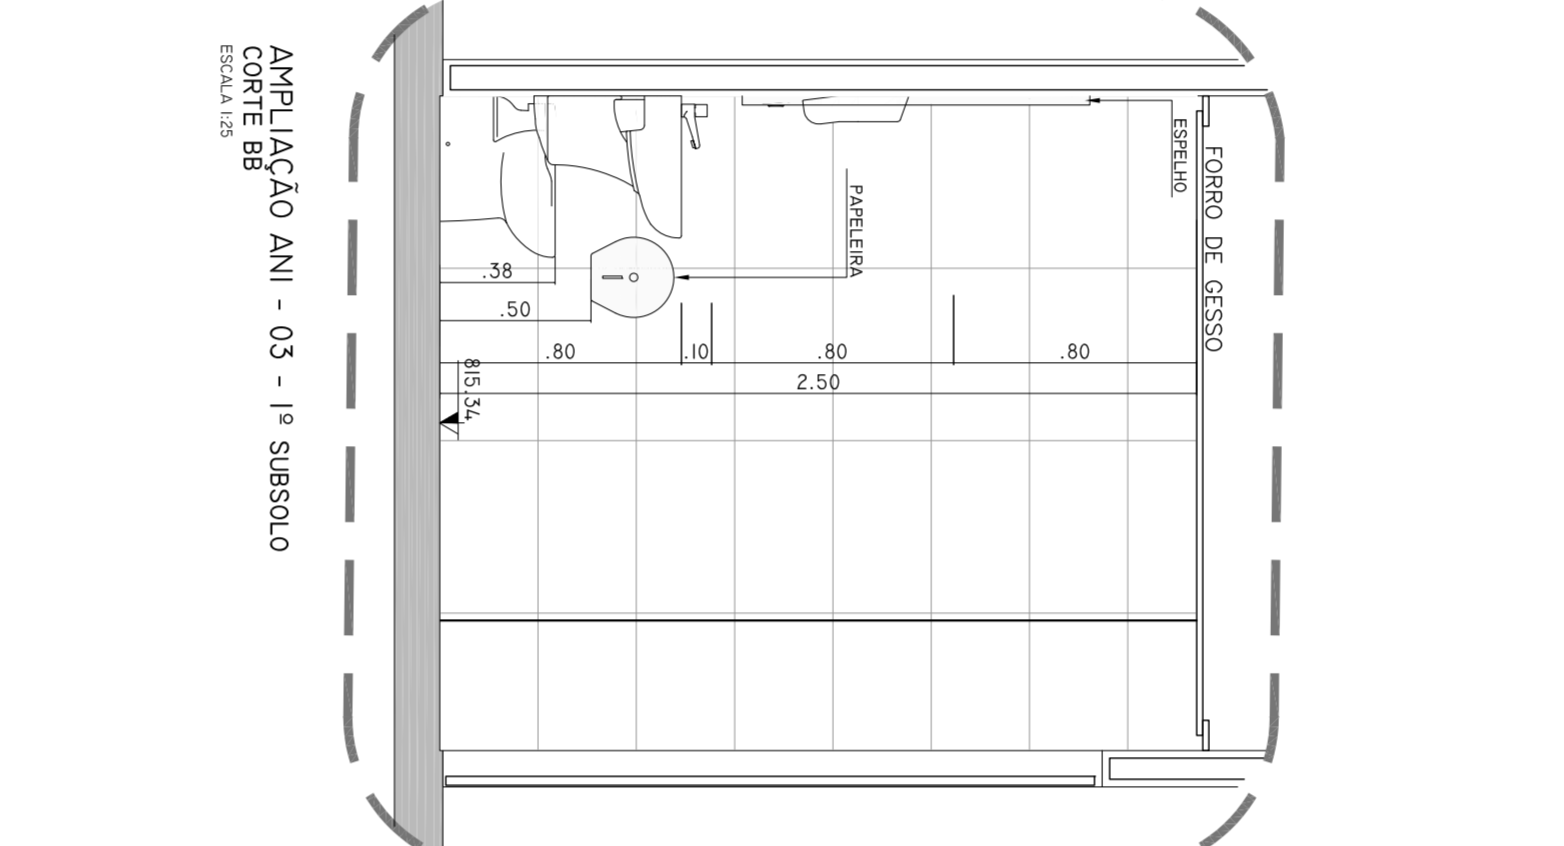 AMPLIAÇÃO ANI - 03 - 1º SUBSOLO
CORTE BB
ESCALA 1:25
ESPELHO
FORRO DE GESSO
PAPELEIRA
.38
.50
.80
.10
.80
.80
2.50
815.34